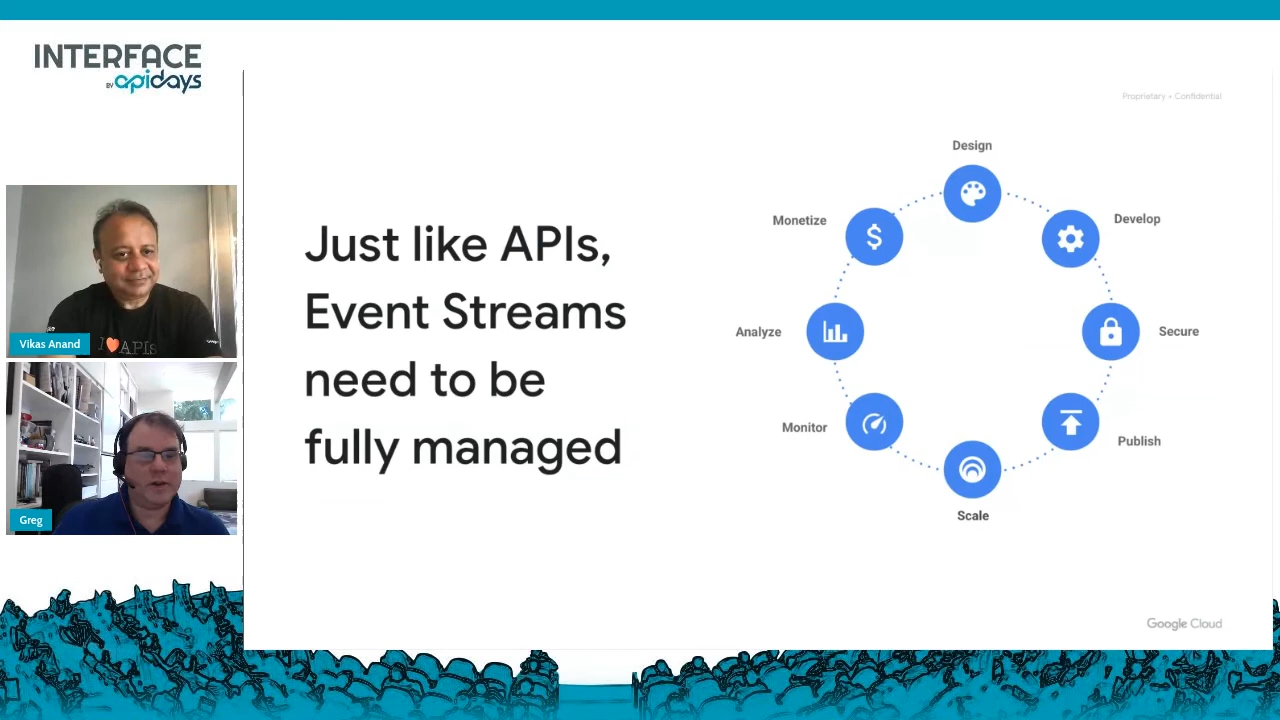 INTERFACE
BY apidays
Proprietary + Confidential
Vikas Anand
I ❤ APIs
Greg
Just like APIs,
Event Streams
need to be
fully managed
Design
Develop
Secure
Publish
Scale
Monitor
Analyze
Monetize
Google Cloud